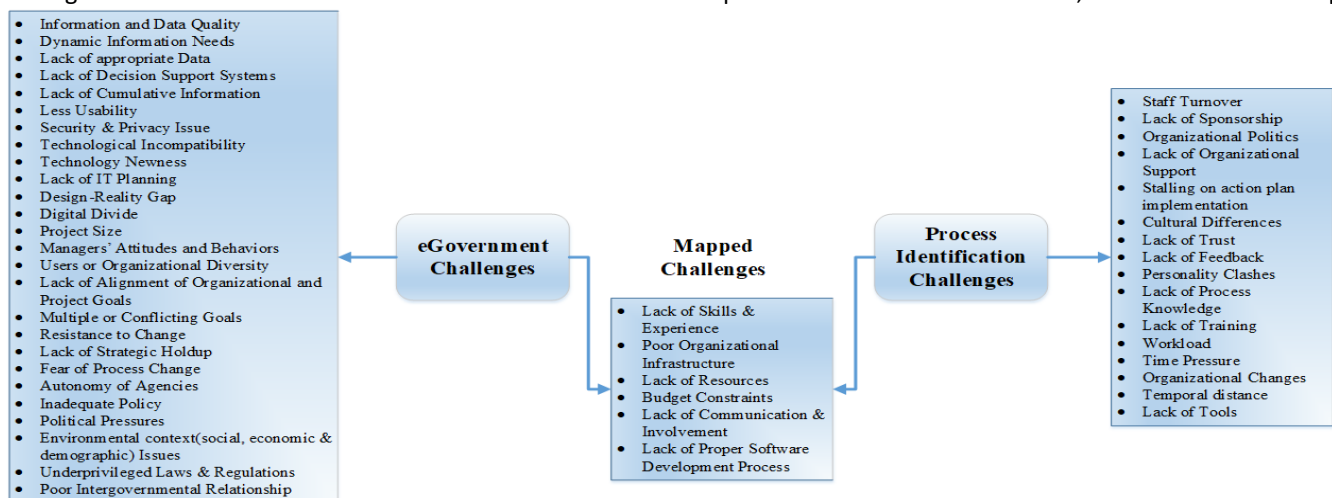 • Information and Data Quality
• Dynamic Information Needs
• Lack of appropriate Data
• Lack of Decision Support Systems
• Lack of Cumulative Information
• Less Usability
• Security & Privacy Issue
• Technological Incompatibility
• Technology Newness
• Lack of IT Planning
• Design-Reality Gap
• Digital Divide
• Project Size
• Managers' Attitudes and Behaviors
• Users or Organizational Diversity
• Lack of Alignment of Organizational and
Project Goals
• Multiple or Conflicting Goals
• Resistance to Change
• Lack of Strategic Holdup
• Fear of Process Change
• Autonomy of Agencies
• Inadequate Policy
• Political Pressures
• Environmental context(social, economic &
demographic) Issues
• Underprivileged Laws & Regulations
• Poor Intergovernmental Relationship
eGovernment
Challenges
Mapped
Challenges
• Lack of Skills &
Experience
• Poor Organizational
Infrastructure
• Lack of Resources
• Budget Constraints
• Lack of Communication &
Involvement
• Lack of Proper Software
Development Process
Process
Identification
Challenges
• Staff Turnover
• Lack of Sponsorship
• Organizational Politics
• Lack of Organizational
Support
• Stalling on action plan
implementation
• Cultural Differences
• Lack of Trust
• Lack of Feedback
• Personality Clashes
• Lack of Process
Knowledge
• Lack of Training
• Workload
• Time Pressure
• Organizational Changes
• Temporal distance
• Lack of Tools